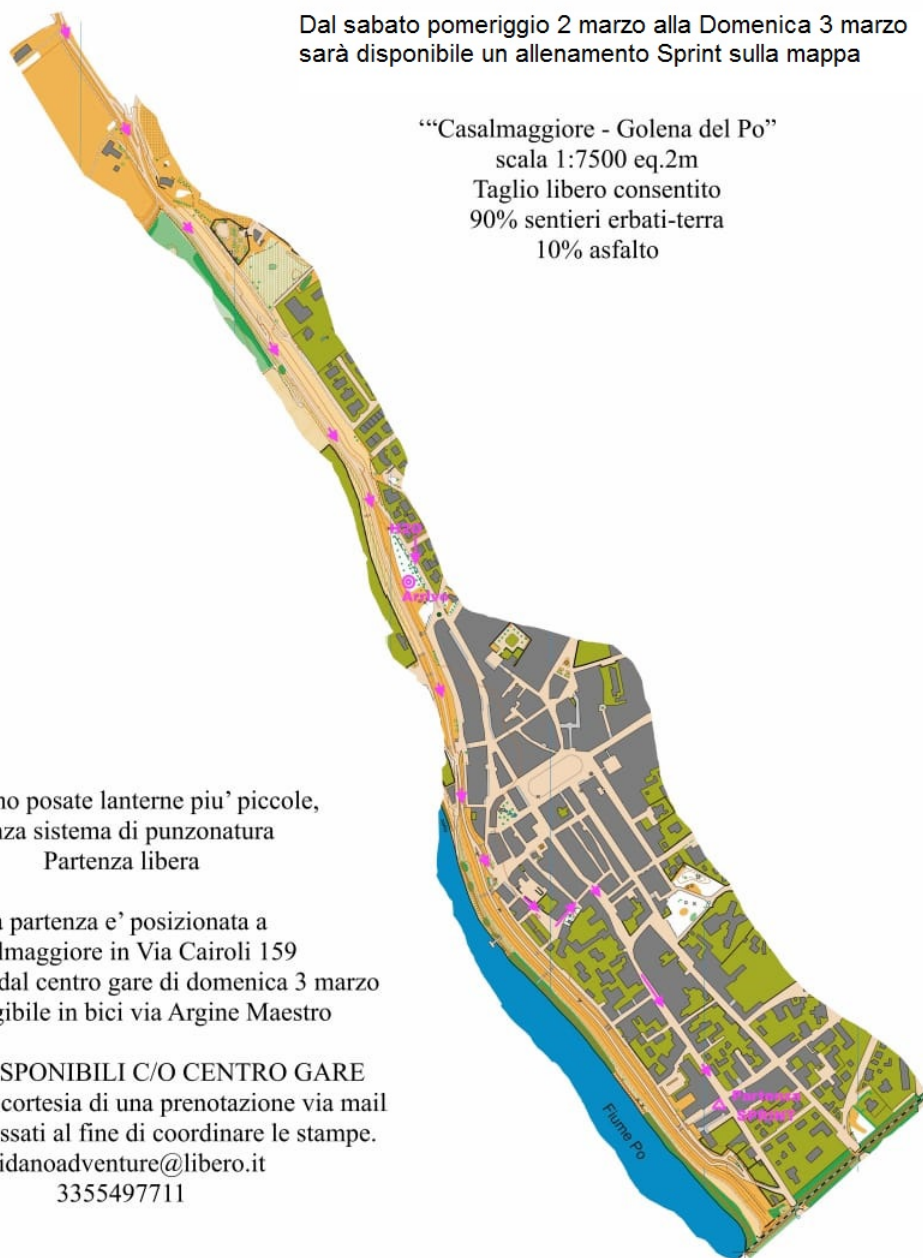 Dal sabato pomeriggio 2 marzo alla Domenica 3 marzo
sarà disponibile un allenamento Sprint sulla mappa
“‘Casalmaggiore - Golena del Po”
scala 1:7500 eq.2m
Taglio libero consentito
90% sentieri erbati-terra
10% asfalto
Arrivo
no posate lanterne piu’ piccole,
nza sistema di punzonatura
Partenza libera
a partenza e’ posizionata a
lmaggiore in Via Cairoli 159
dal centro gare di domenica 3 marzo
gibile in bici via Argine Maestro
SPONIBILI C/O CENTRO GARE
cortesia di una prenotazione via mail
ssati al fine di coordinare le stampe.
idanoadventure@libero.it
3355497711
Partenza
SPRINT
Fiume Po